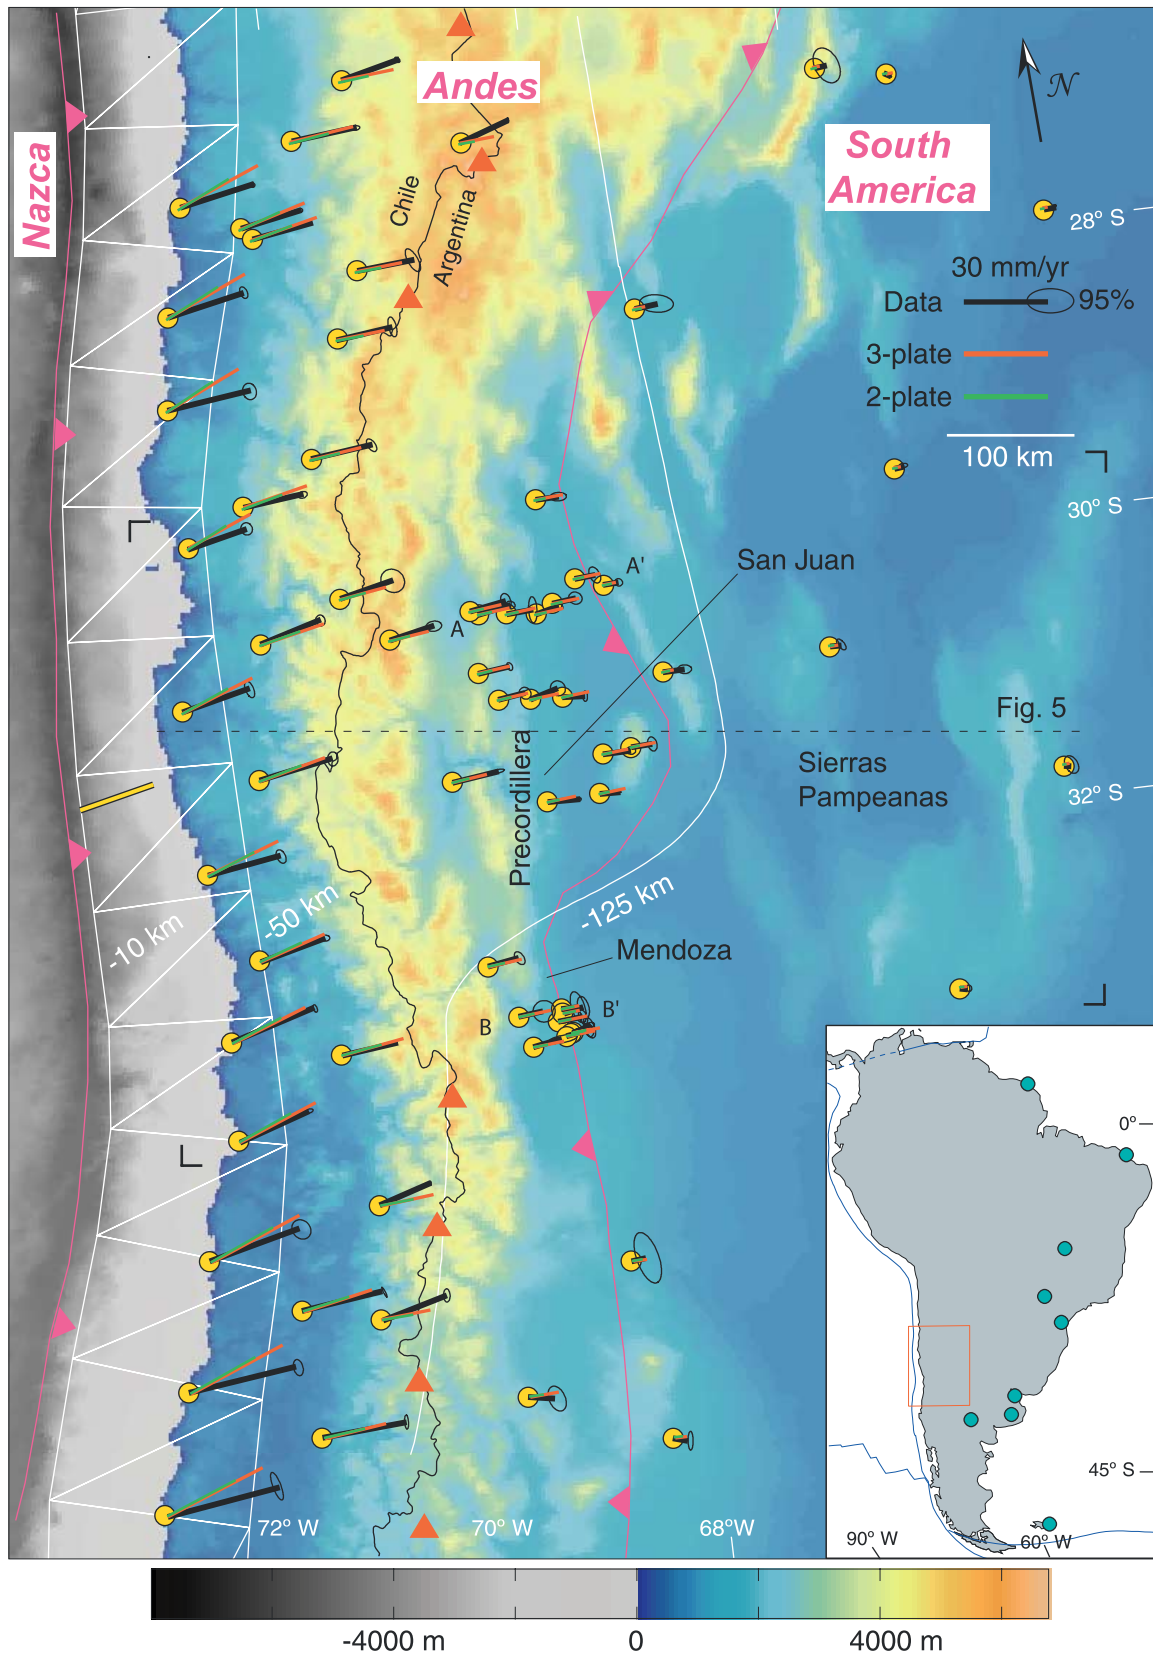 Andes
Nazca
South
America
N
Chile
Argentina
28° S
30 mm/yr
Data
95%
3-plate
2-plate
100 km
30° S
San Juan
A'
A
Fig. 5
Precordillera
Sierras
Pampeanas
32° S
-10 km
-50 km
-125 km
Mendoza
B
B'
0°
45° S
90° W
60° W
72° W
70° W
68°W
-4000 m
0
4000 m